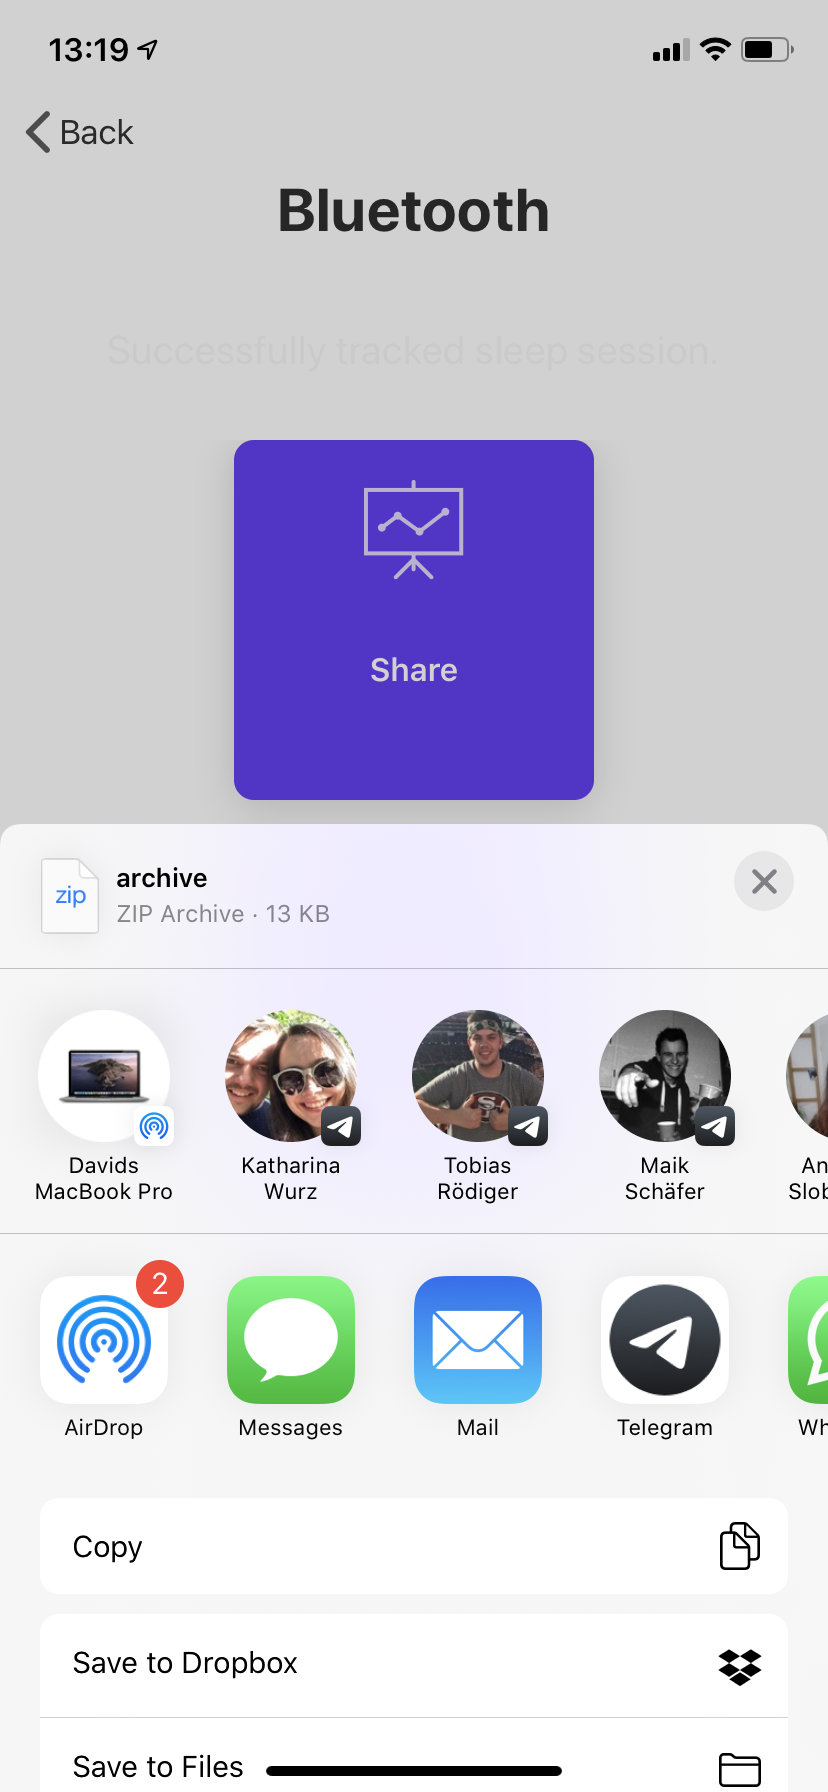 13:19
Back
Bluetooth
Successfully tracked sleep session.
Share
zip
archive
ZIP Archive · 13 KB
Davids
MacBook Pro
Katharina
Wurz
Tobias
Rödiger
Maik
Schäfer
An
Slob
2
AirDrop
Messages
Mail
Telegram
Wh
Copy
Save to Dropbox
Save to Files